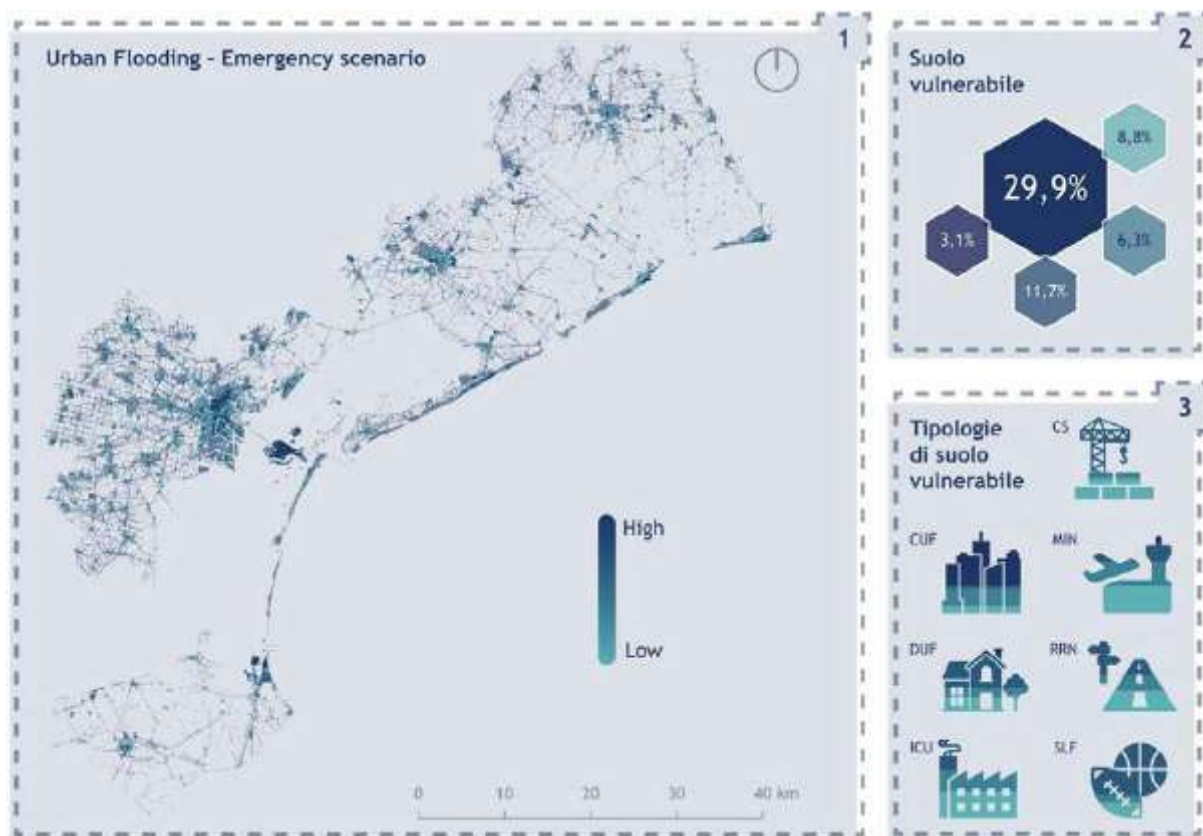 Urban Flooding - Emergency scenario
1
High
Low
0 10 20 30 40 km
2
Suolo
vulnerabile
8,8%
29,9%
3,1%
6,3%
11,7%
3
Tipologie
di suolo
vulnerabile
CS
CUF
MIN
DUF
RRN
ICU
SLF